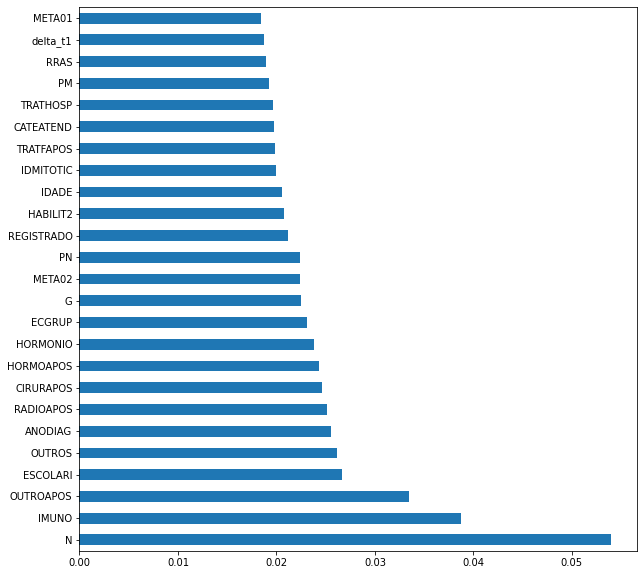 META01
delta_t1
RRAS
PM
TRATHOSP
CATEATEND
TRATFAPOS
IDMITOTIC
IDADE
HABILIT2
REGISTRADO
PN
META02
G
ECGRUP
HORMONIO
HORMOAPOS
CIRURAPOS
RADIOAPOS
ANODIAG
OUTROS
ESCOLARI
OUTROAPOS
IMUNO
N
0.00 0.01 0.02 0.03 0.04 0.05